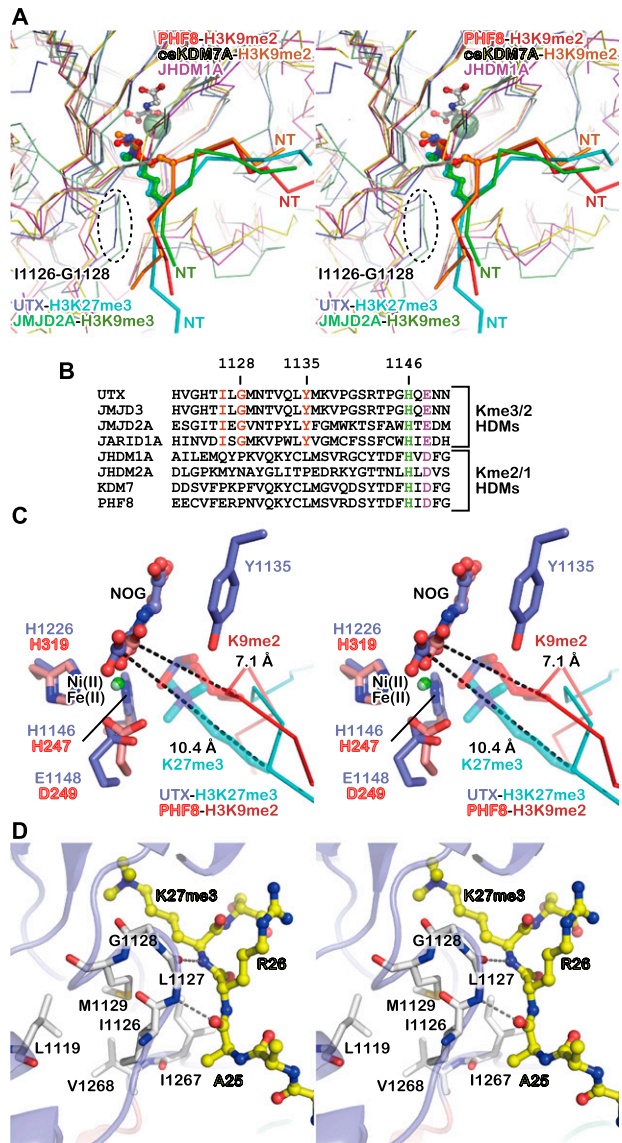 A
PHF8-H3K9me2
ceKDM7A-H3K9me2
JHDM1A
NT
NT
NT
NT
I1126-G1128
UTX-H3K27me3
JMJD2A-H3K9me3
PHF8-H3K9me2
ceKDM7A-H3K9me2
JHDM1A
NT
NT
NT
NT
I1126-G1128
UTX-H3K27me3
JMJD2A-H3K9me3
B
1128 1135 1146
UTX HVGHTILGMNTVQLYMKVPGSRTPGHQENN
JMJD3 HVGHTILGMNTVQLYMKVPGSRTPGHQENN
JMJD2A ESGITIEGVNTPYLYFGMWKTSFAWHTEDM
JARID1A HINVDISGMKVPWLYVGMCFSSFCWHIEDH
JHDM1A AILEMQYPKVQKYCLMSVRGCYTDFHVDFG
JHDM2A DLGPKMYNAYGLITPEDRKYGTTNLHLDVS
KDM7 DDSVFPKPFVQKYCLMGVQDSYTDFHIDFG
PHF8 EECVFERPNVQKYCLMSVRDSYTDFHIDFG
Kme3/2
HDMs
Kme2/1
HDMs
C
NOG
Y1135
H1226
H319
K9me2
7.1 Å
Ni(II)
Fe(II)
H1146
H247
10.4 Å
K27me3
E1148
D249
UTX-H3K27me3
PHF8-H3K9me2
NOG
Y1135
H1226
H319
K9me2
7.1 Å
Ni(II)
Fe(II)
H1146
H247
10.4 Å
K27me3
E1148
D249
UTX-H3K27me3
PHF8-H3K9me2
D
K27me3
G1128
R26
L1127
M1129
I1126
L1119
V1268
I1267
A25
K27me3
G1128
R26
L1127
M1129
I1126
L1119
V1268
I1267
A25